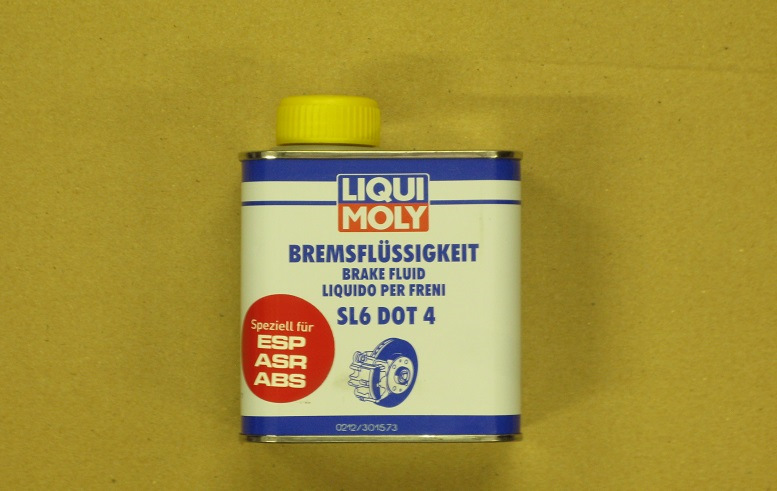 LIQUI
MOLY
BREMSFLÜSSIGKEIT
BRAKE FLUID
LIQUIDO PER FRENI
SL6 DOT 4
Speziell für
ESP
ASR
ABS
0212/301573